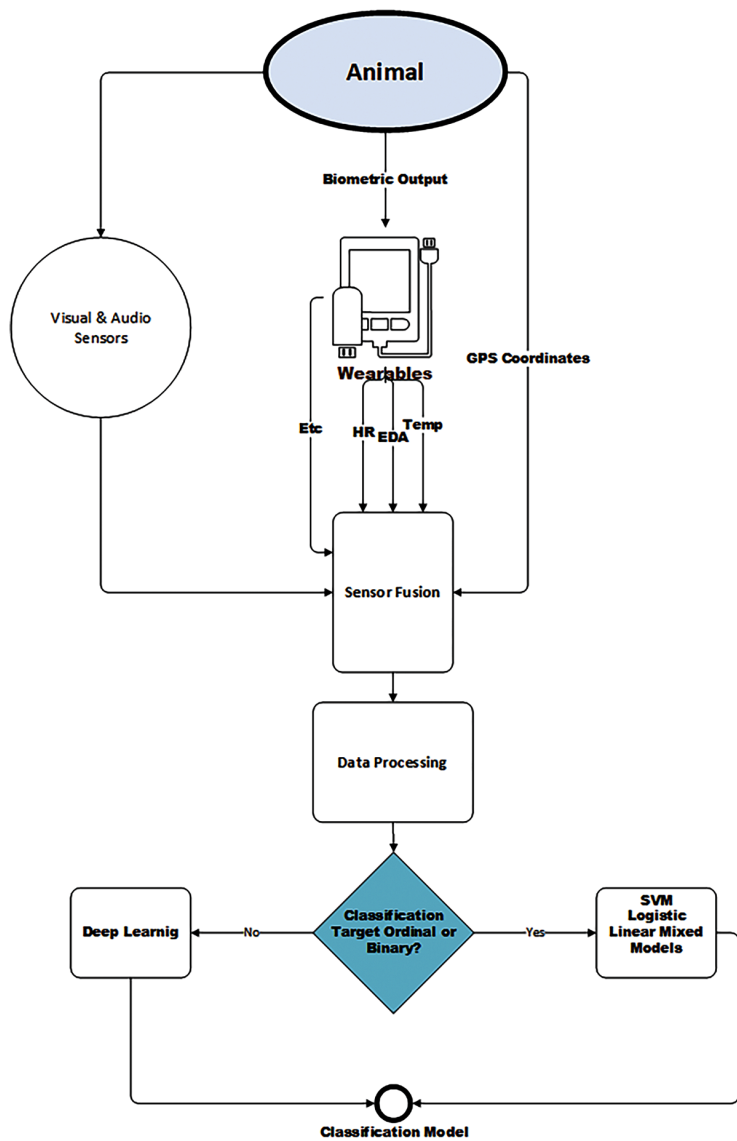 Animal
Biometric Output
Visual & Audio
Sensors
GPS Coordinates
Wearables
Etc
HR
EDA
Temp
Sensor Fusion
Data Processing
Classification
Target Ordinal or
Binary?
No
Yes
Deep Learnig
SVM
Logistic
Linear Mixed
Models
Classification Model